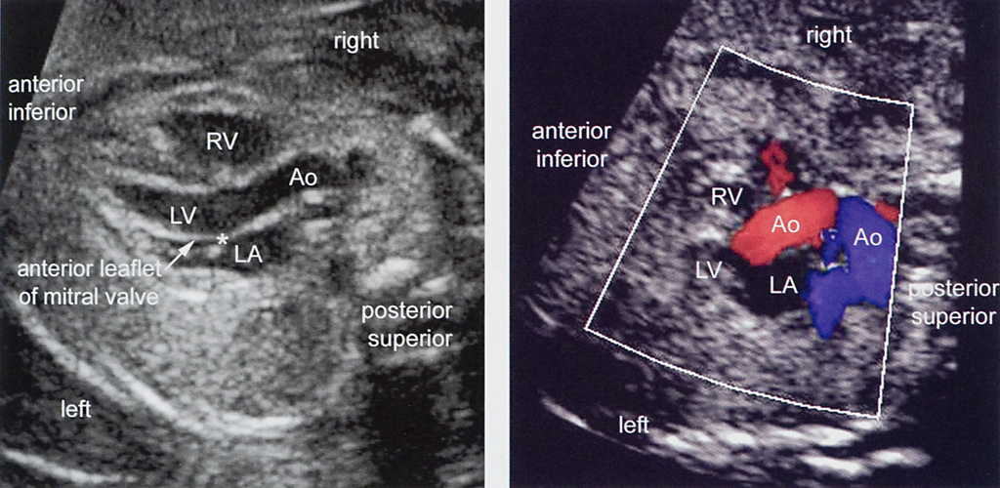 right
anterior
inferior
RV
Ao
LV
*
LA
anterior leaflet
of mitral valve
posterior
superior
left
right
anterior
inferior
RV
Ao
Ao
LV
LA
posterior
superior
left